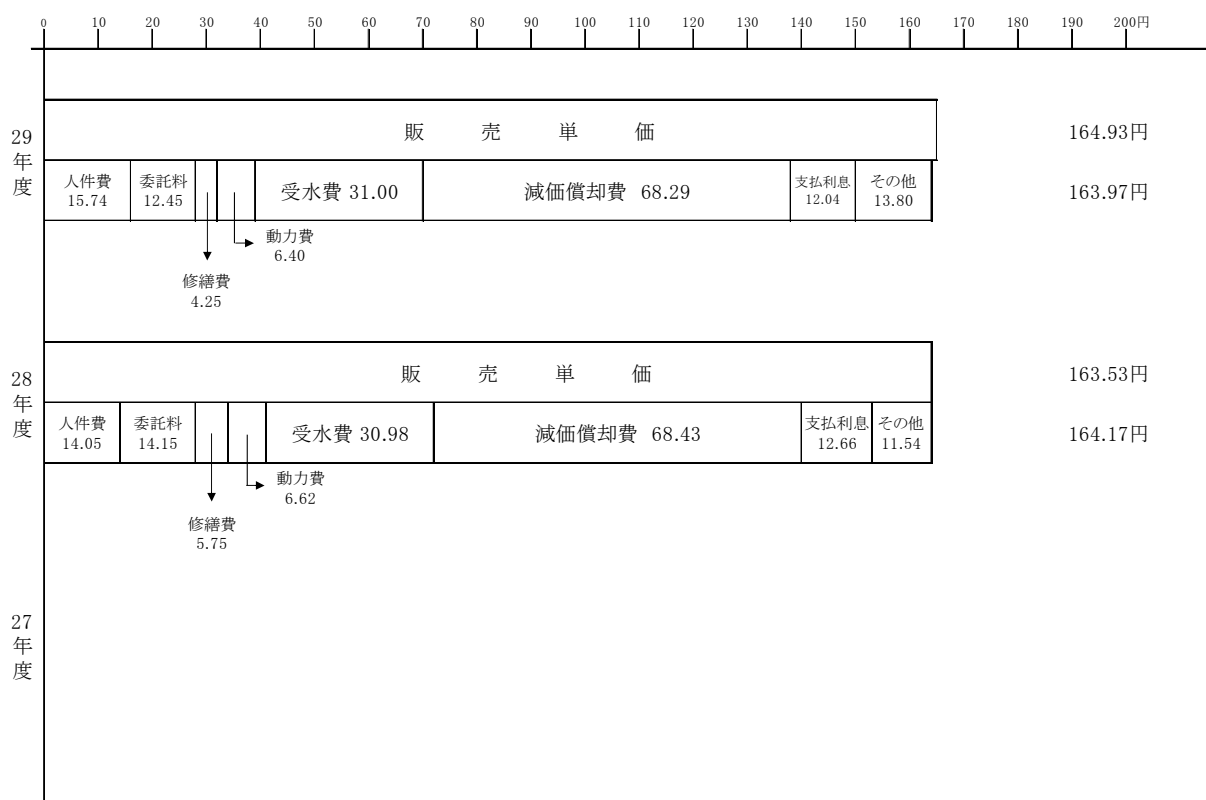 0 10 20 30 40 50 60 70 80 90 100 110 120 130 140 150 160 170 180 190 200円
29年度
販売単価 164.93円
人件費 委託料 受水費 31.00 減価償却費 68.29 支払利息 その他 163.97円
15.74 12.45 12.04 13.80
動力費
6.40
修繕費
4.25
28年度
販売単価 163.53円
人件費 委託料 受水費 30.98 減価償却費 68.43 支払利息 その他 164.17円
14.05 14.15 12.66 11.54
動力費
6.62
修繕費
5.75
27年度